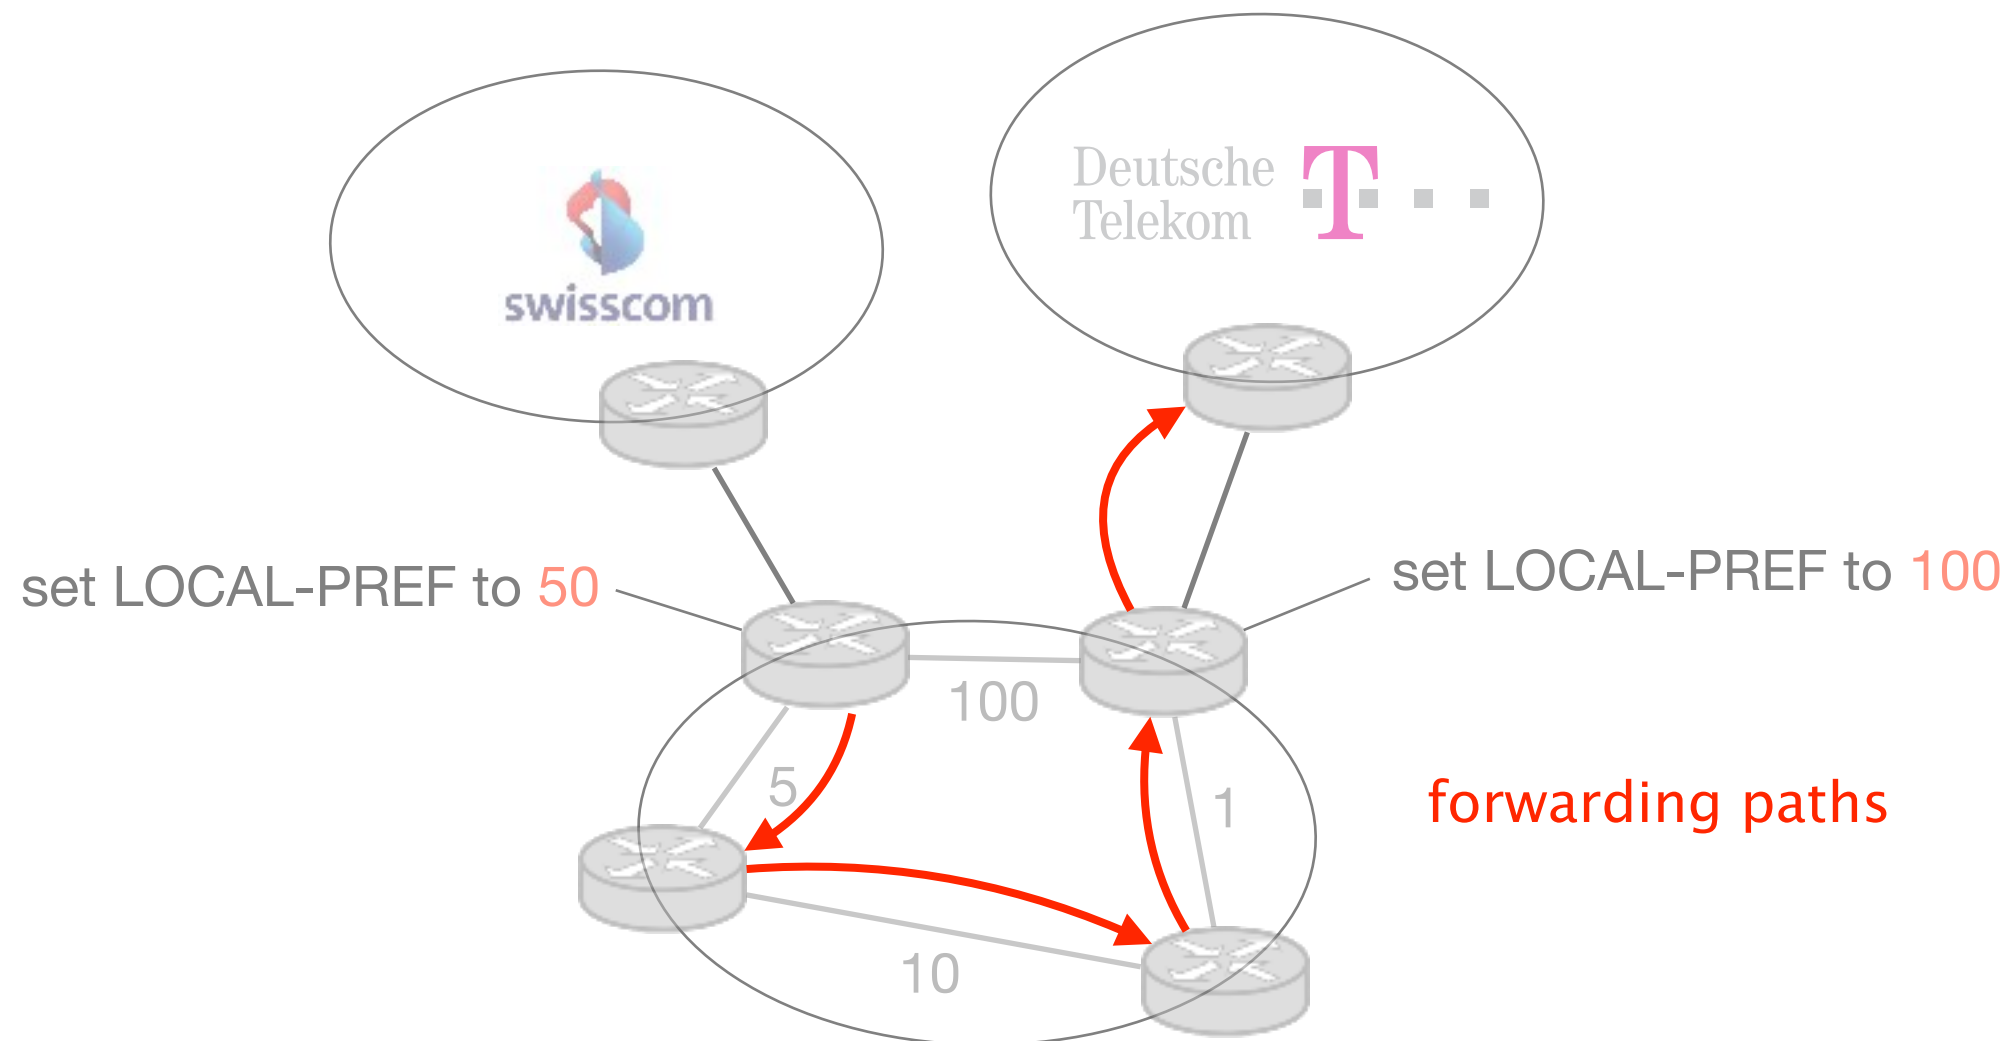 Deutsche
Telekom
T
swisscom
set LOCAL-PREF to 50
set LOCAL-PREF to 100
100
5
1
forwarding paths
10